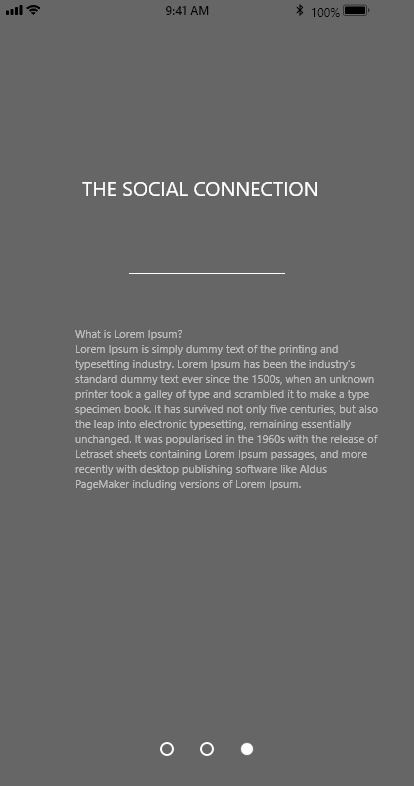 9:41 AM 100%
THE SOCIAL CONNECTION
What is Lorem Ipsum?
Lorem Ipsum is simply dummy text of the printing and
typesetting industry. Lorem Ipsum has been the industry's
standard dummy text ever since the 1500s, when an unknown
printer took a galley of type and scrambled it to make a type
specimen book. It has survived not only five centuries, but also
the leap into electronic typesetting, remaining essentially
unchanged. It was popularised in the 1960s with the release of
Letraset sheets containing Lorem Ipsum passages, and more
recently with desktop publishing software like Aldus
PageMaker including versions of Lorem Ipsum.